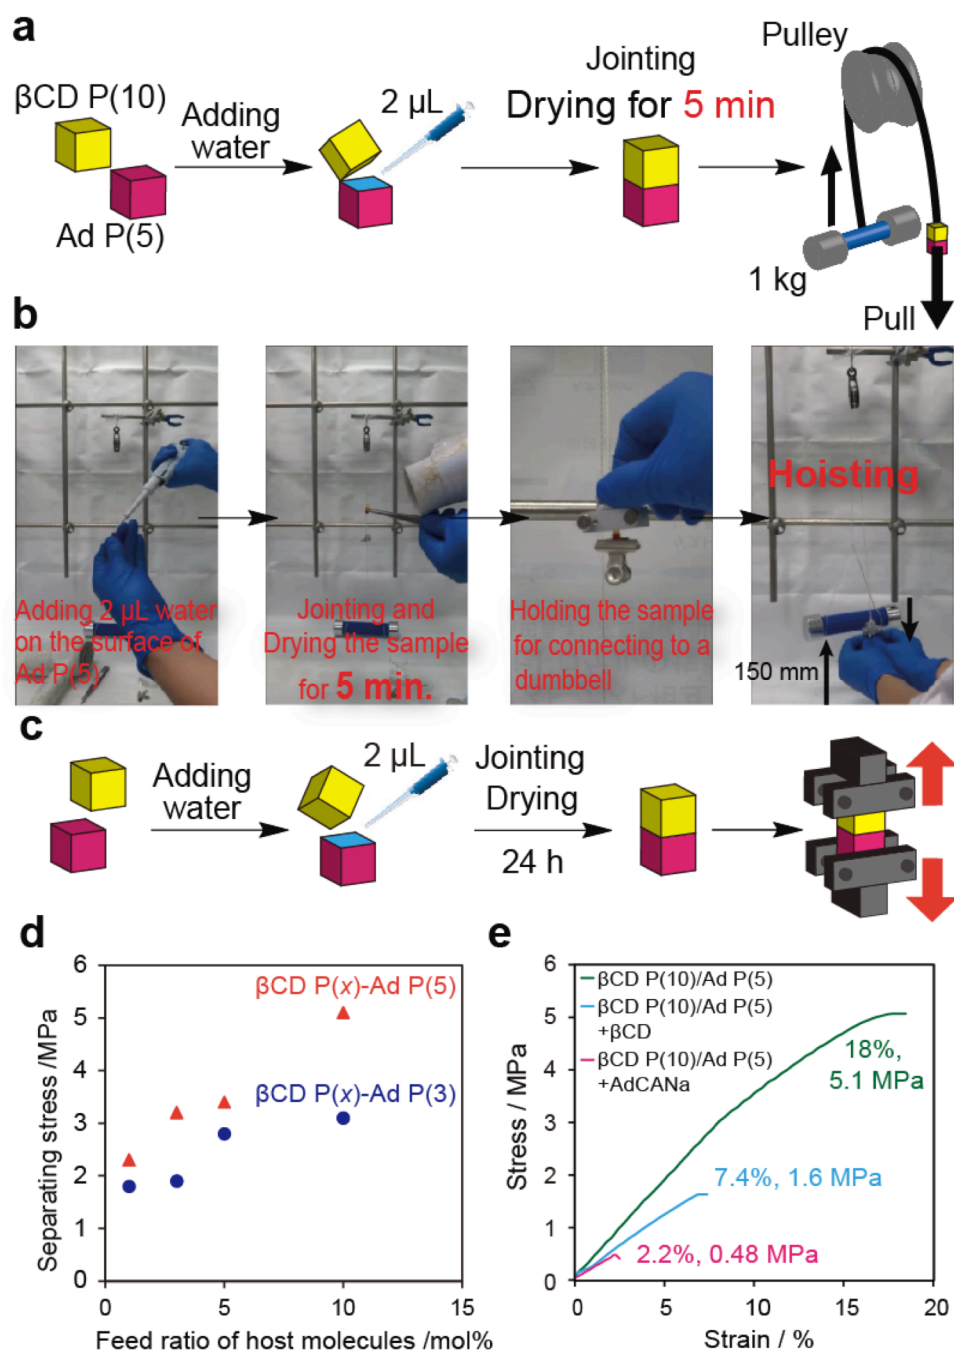 a
βCD P(10)
Ad P(5)
Adding
water
2 µL
Jointing
Drying for 5 min
Pulley
1 kg
Pull
b
Adding 2 µL water
on the surface of
Ad P(5)
Jointing and
Drying the sample
for 5 min.
Holding the sample
for connecting to a
dumbbell
Hoisting
150 mm
c
Adding
water
2 µL
Jointing
Drying
24 h
d
Separating stress /MPa
6
5
4
3
2
1
0
βCD P(x)-Ad P(5)
βCD P(x)-Ad P(3)
0
5
10
15
Feed ratio of host molecules /mol%
e
Stress / MPa
6
5
4
3
2
1
0
βCD P(10)/Ad P(5)
βCD P(10)/Ad P(5)
+βCD
βCD P(10)/Ad P(5)
+AdCANa
18%,
5.1 MPa
7.4%, 1.6 MPa
2.2%, 0.48 MPa
0
5
10
15
20
Strain / %